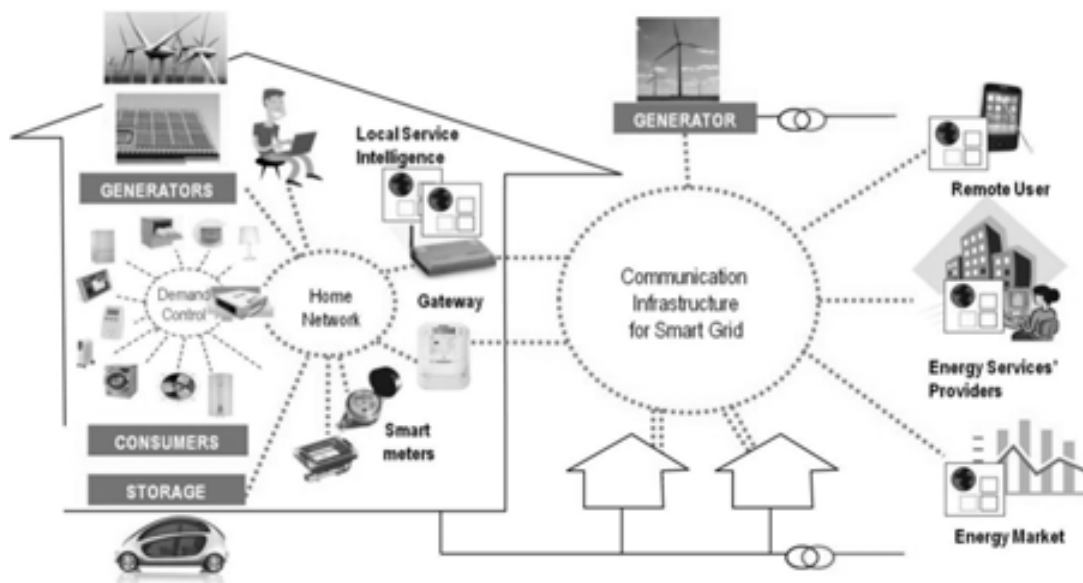 GENERATOR
Local Service
Intelligence
Remote User
GENERATORS
Demand
Control
Home
Network
Gateway
Communication
Infrastructure
for Smart Grid
Energy Services'
Providers
CONSUMERS
Smart
meters
STORAGE
Energy Market